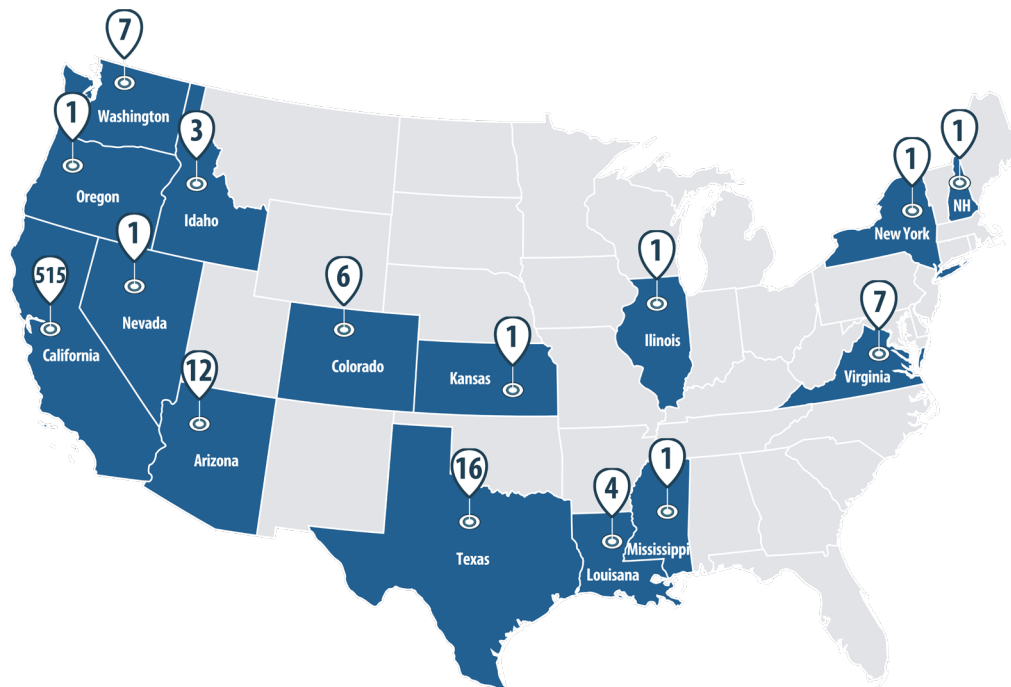 7
Washington
1
Oregon
3
Idaho
1
Nevada
515
California
12
Arizona
6
Colorado
1
Kansas
16
Texas
4
Louisana
1
Mississippi
1
Illinois
1
New York
1
NH
7
Virginia